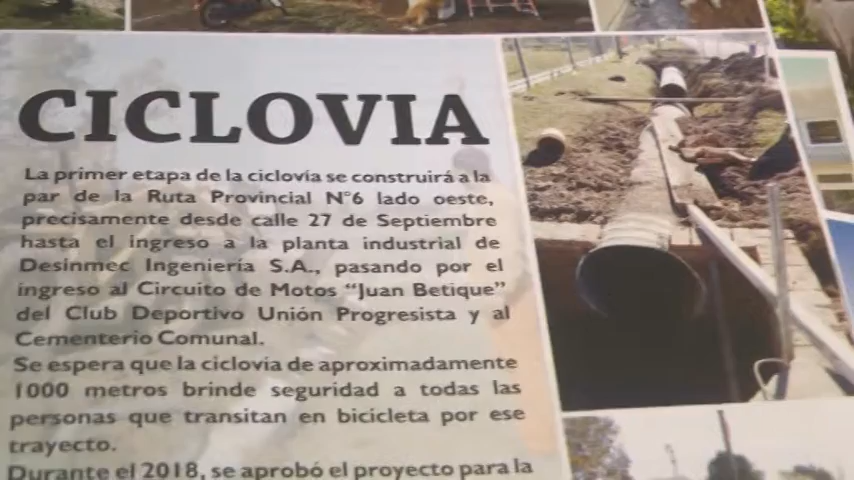 CICLOVIA
La primer etapa de la ciclovía se construirá a la
par de la Ruta Provincial N°6 lado oeste,
precisamente desde calle 27 de Septiembre
hasta el ingreso a la planta industrial de
Desinmec Ingeniería S.A., pasando por el
ingreso al Circuito de Motos "Juan Betique"
del Club Deportivo Unión Progresista y al
Cementerio Comunal.
Se espera que la ciclovía de aproximadamente
1000 metros brinde seguridad a todas las
personas que transitan en bicicleta por ese
trayecto.
Durante el 2018, se aprobó el proyecto para la